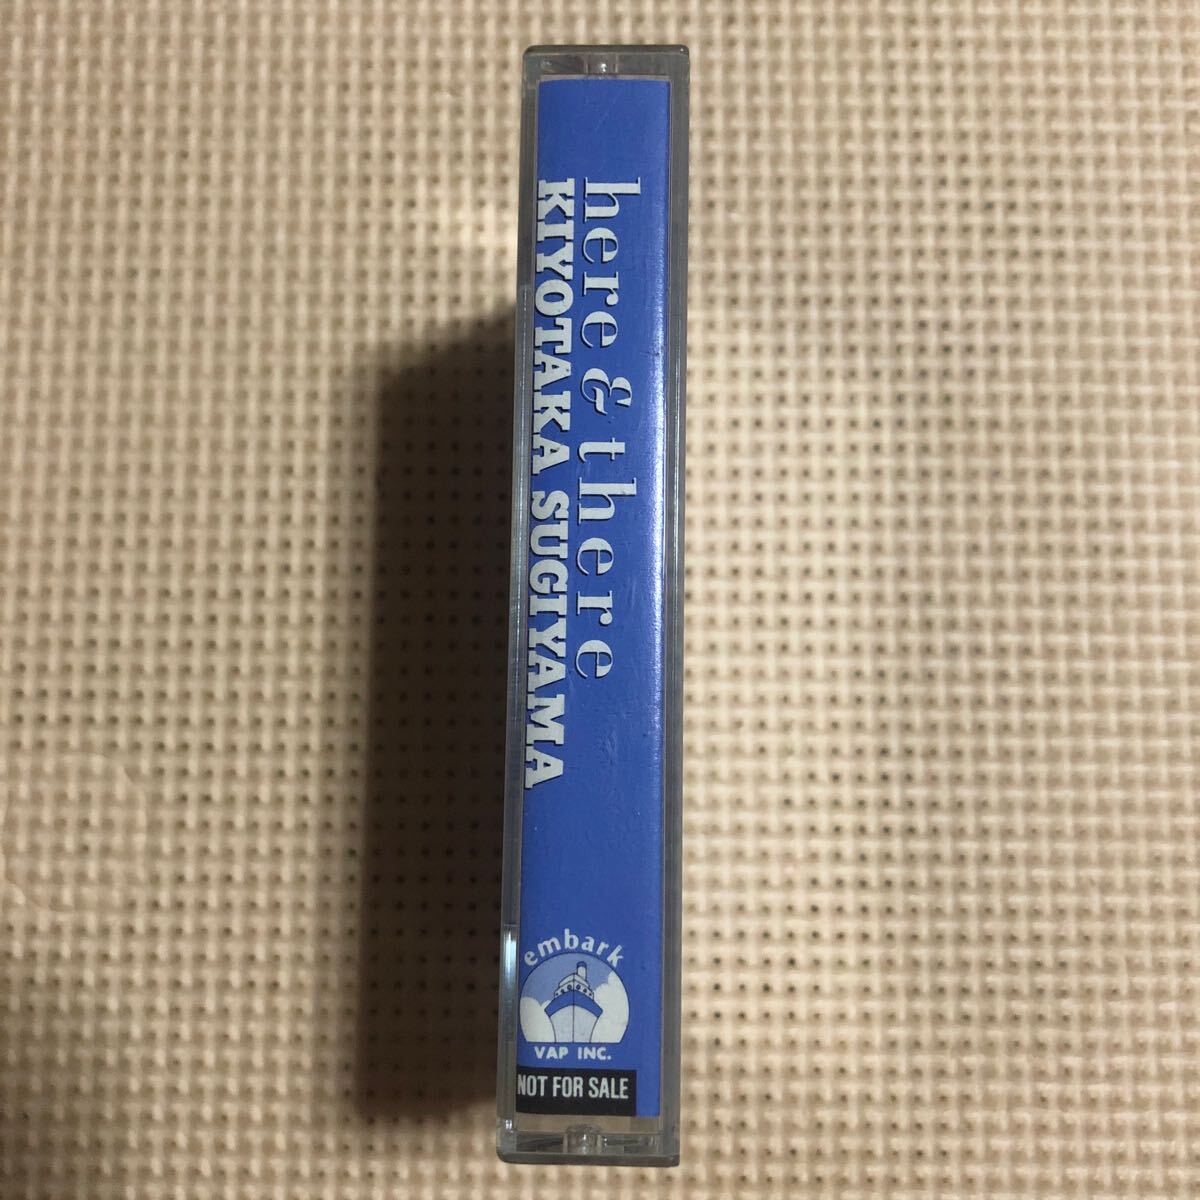 here & there
KIYOTAKA SUGIYAMA
embark
VAP INC.
NOT FOR SALE